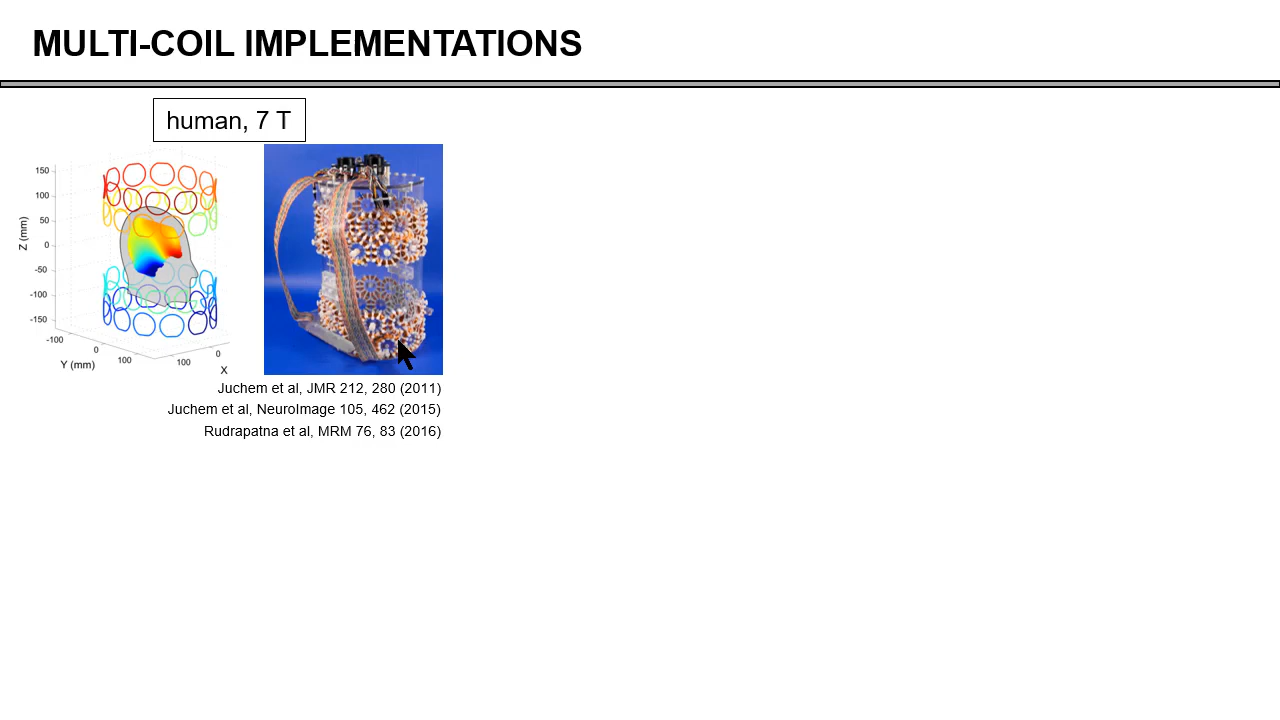 MULTI-COIL IMPLEMENTATIONS
human, 7 T
150
100
50
0
-50
-100
-150
Z (mm)
-100
0
100
Y (mm)
100
0
X
Juchem et al, JMR 212, 280 (2011)
Juchem et al, NeuroImage 105, 462 (2015)
Rudrapatna et al, MRM 76, 83 (2016)